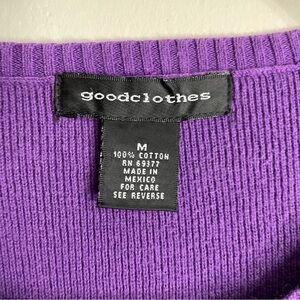 goodclothes
M
100% COTTON
RN 69377
MADE IN
MEXICO
FOR CARE
SEE REVERSE